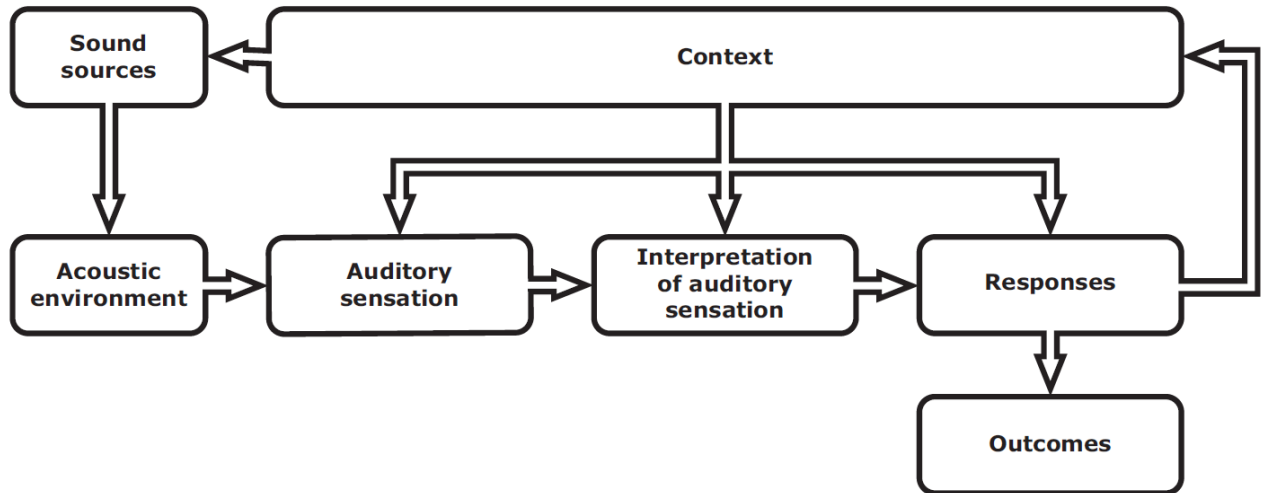 Sound
sources
Context
Acoustic
environment
Auditory
sensation
Interpretation
of auditory
sensation
Responses
Outcomes